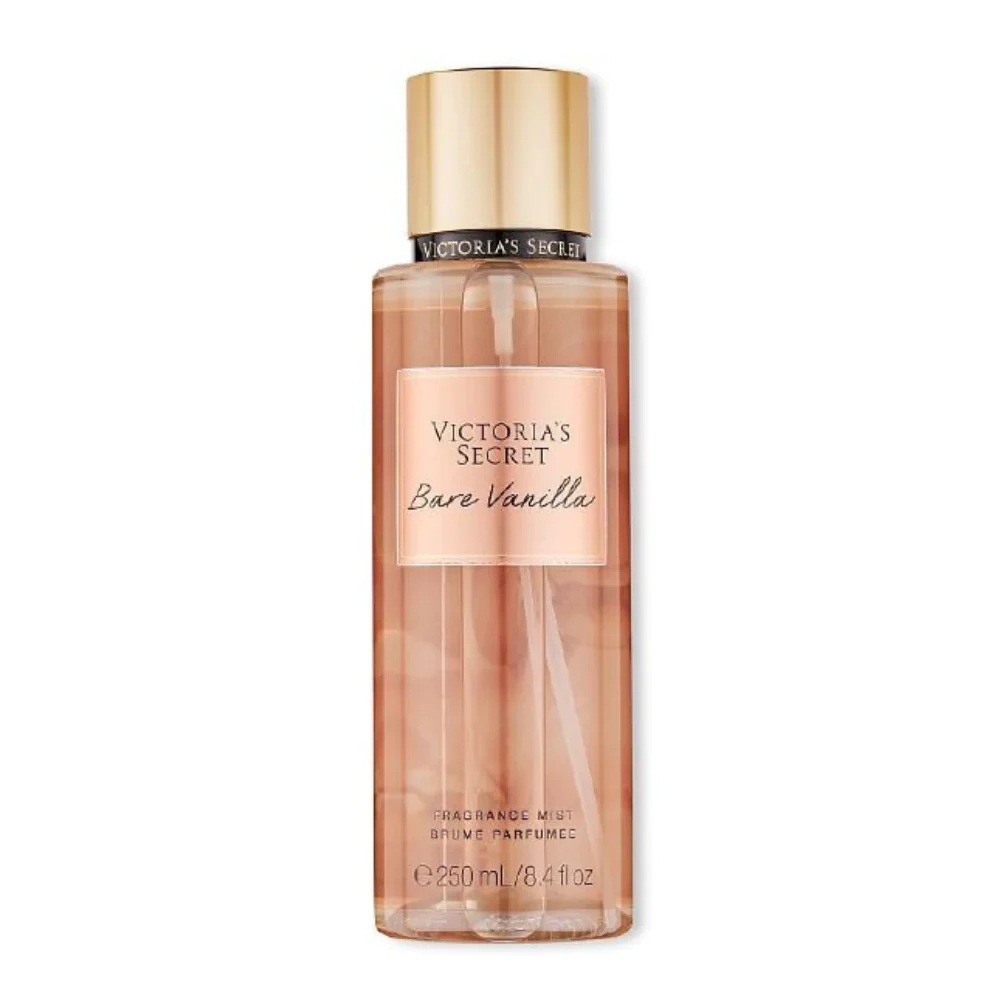 VICTORIA'S SECRET
VICTORIA'S
SECRET
Bare Vanilla
FRAGRANCE MIST
BRUME PARFUMÉE
℮250 mL/8.4 fl oz